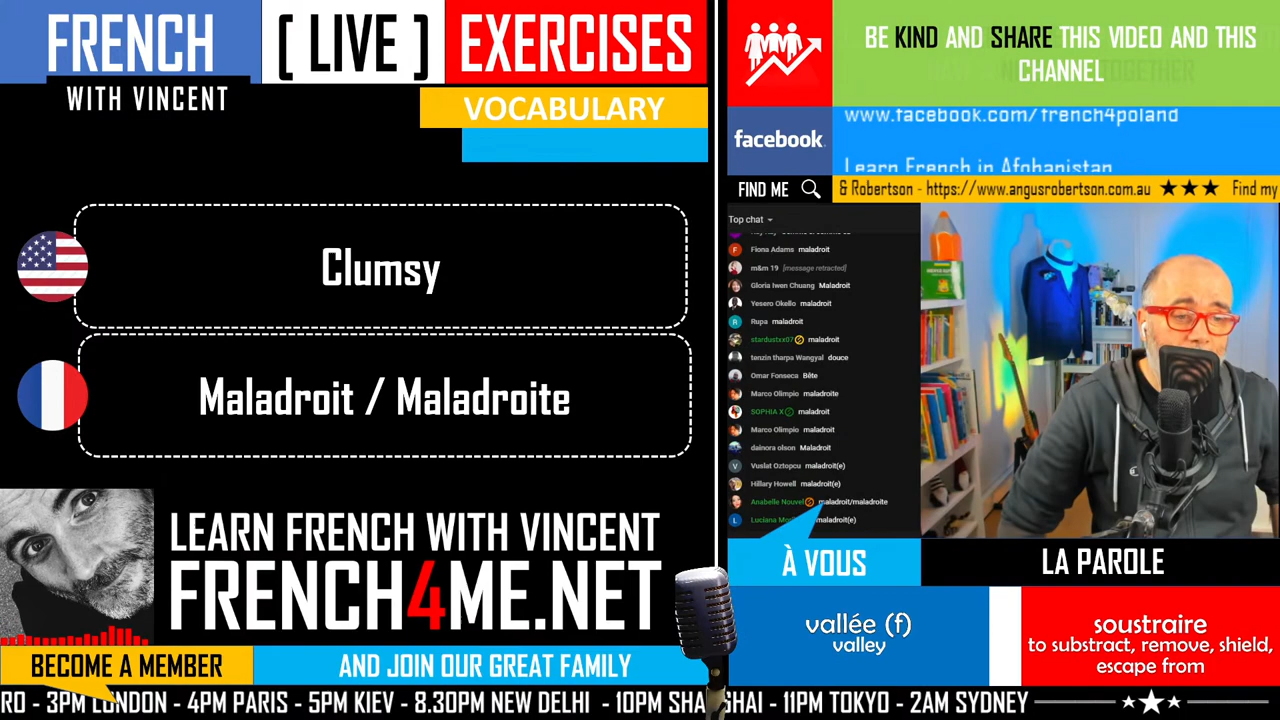 FRENCH
WITH VINCENT
[ LIVE ]
EXERCISES
VOCABULARY
Clumsy
Maladroit / Maladroite
LEARN FRENCH WITH VINCENT
FRENCH4ME.NET
BECOME A MEMBER
AND JOIN OUR GREAT FAMILY
BE KIND AND SHARE THIS VIDEO AND THIS
CHANNEL
facebook
www.facebook.com/french4poland
Learn French in Afghanistan
FIND ME
& Robertson - https://www.angusrobertson.com.au ★★★ Find my
Top chat
Fiona Adams maladroit
m&m 19 [message retracted]
Gloria Iwen Chuang Maladroit
Yesero Okello maladroit
Rupa maladroit
stardustxx07 maladroit
tenzin tharpa Wangyal douce
Omar Fonseca Bête
Marco Olimpio maladroite
SOPHIA X maladroit
Marco Olimpio maladroit
dainora olson Maladroit
Vuslat Oztopcu maladroit(e)
Hillary Howell maladroit(e)
Anabelle Nouvel maladroit/maladroite
Luciana maladroit(e)
À VOUS
LA PAROLE
vallée (f)
valley
soustraire
to substract, remove, shield,
escape from
RO - 3PM LONDON - 4PM PARIS - 5PM KIEV - 8.30PM NEW DELHI - 10PM SHANGHAI - 11PM TOKYO - 2AM SYDNEY